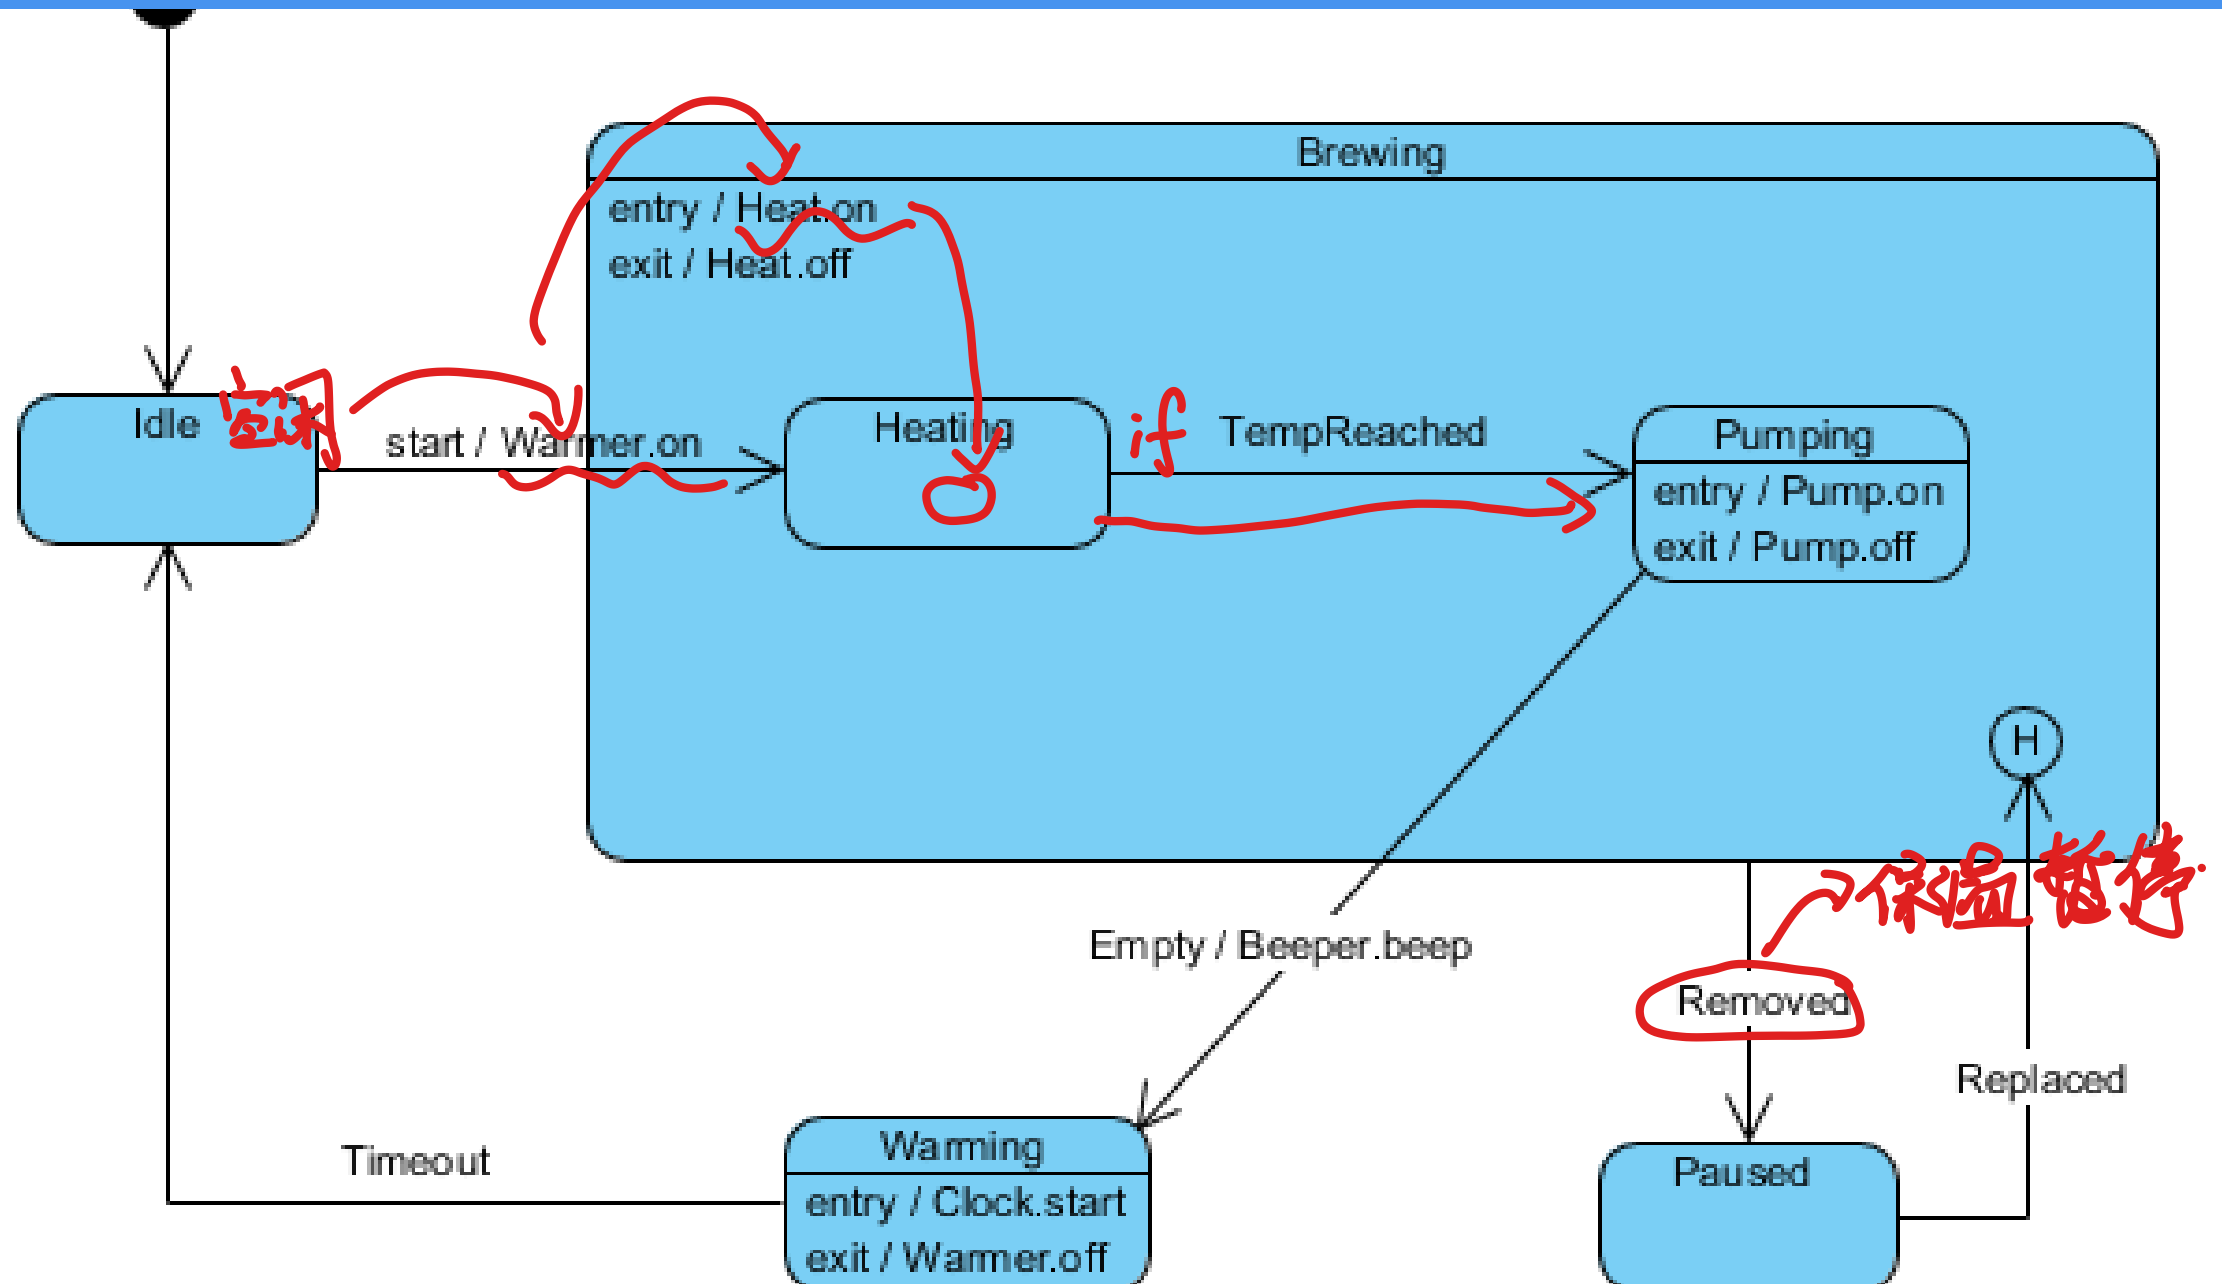 Brewing
entry / Heat.on
exit / Heat.off
Idle 空闲
start / Warmer.on
Heating
if
TempReached
Pumping
entry / Pump.on
exit / Pump.off
H
保温 暂停
Empty / Beeper.beep
Removed
Replaced
Timeout
Warming
entry / Clock.start
exit / Warmer.off
Paused